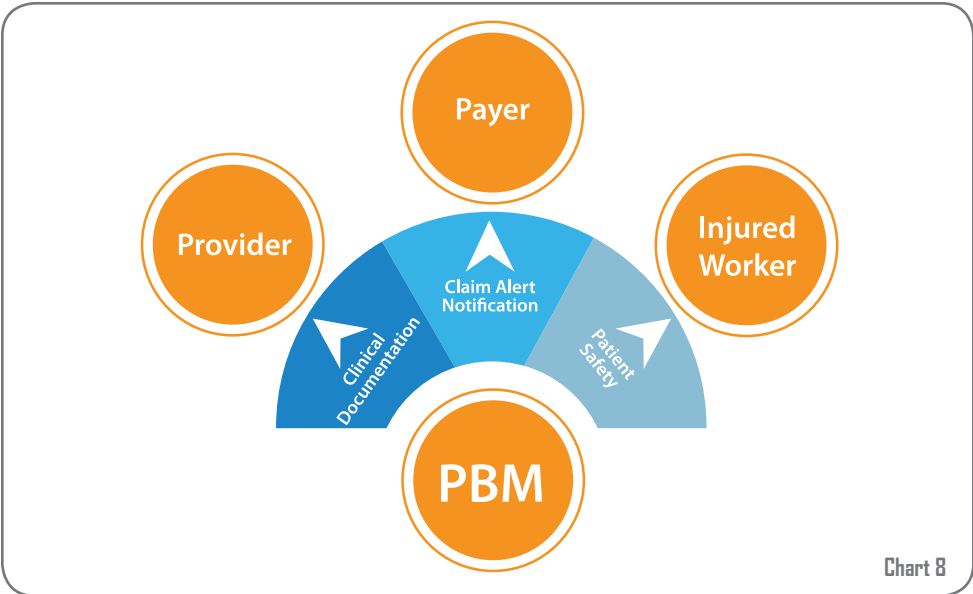 Payer
Provider
Injured
Worker
Claim Alert
Notification
Clinical
Documentation
Patient
Safety
PBM
Chart 8